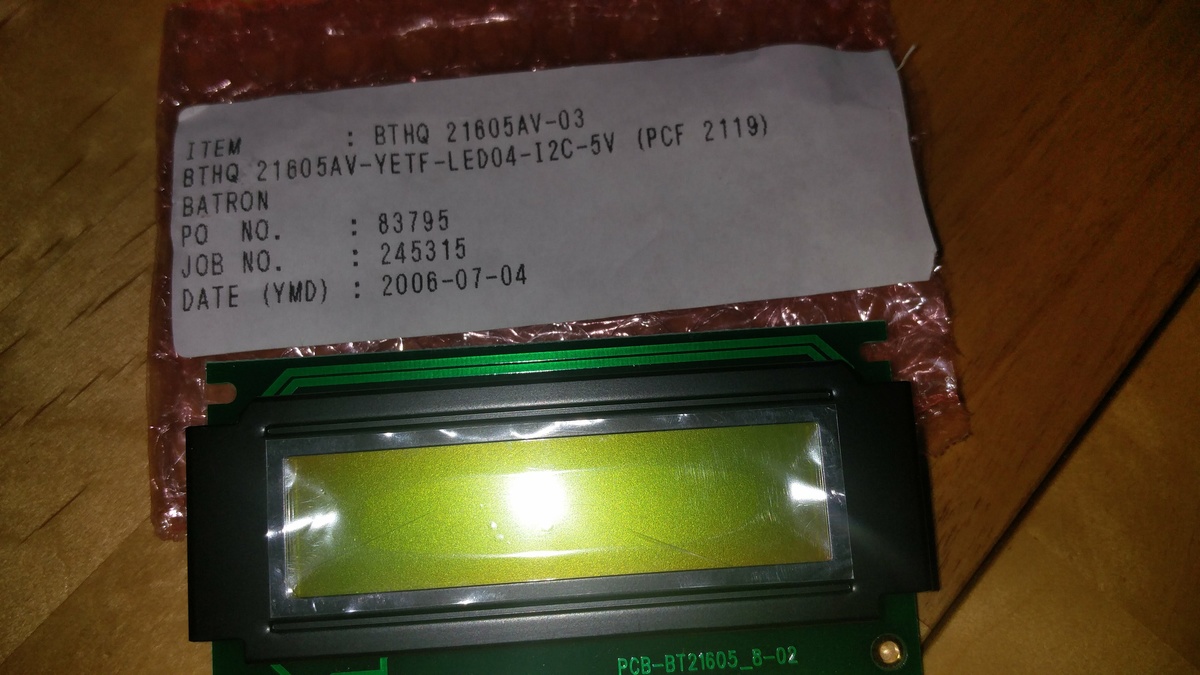 ITEM : BTHQ 21605AV-03
BTHQ 21605AV-YETF-LED04-I2C-5V (PCF 2119)
BATRON
PO NO. : 83795
JOB NO. : 245315
DATE (YMD) : 2006-07-04
PCB-BT21605_8-02